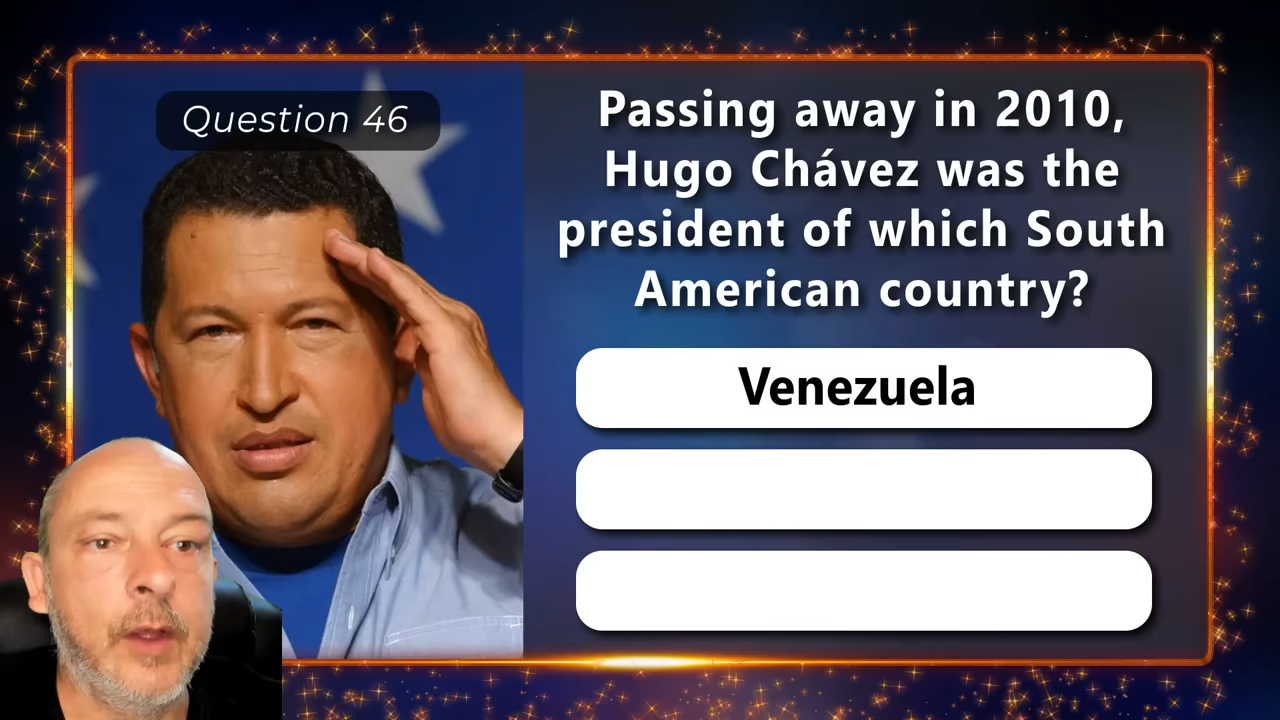 Question 46
Passing away in 2010,
Hugo Chávez was the
president of which South
American country?
Venezuela